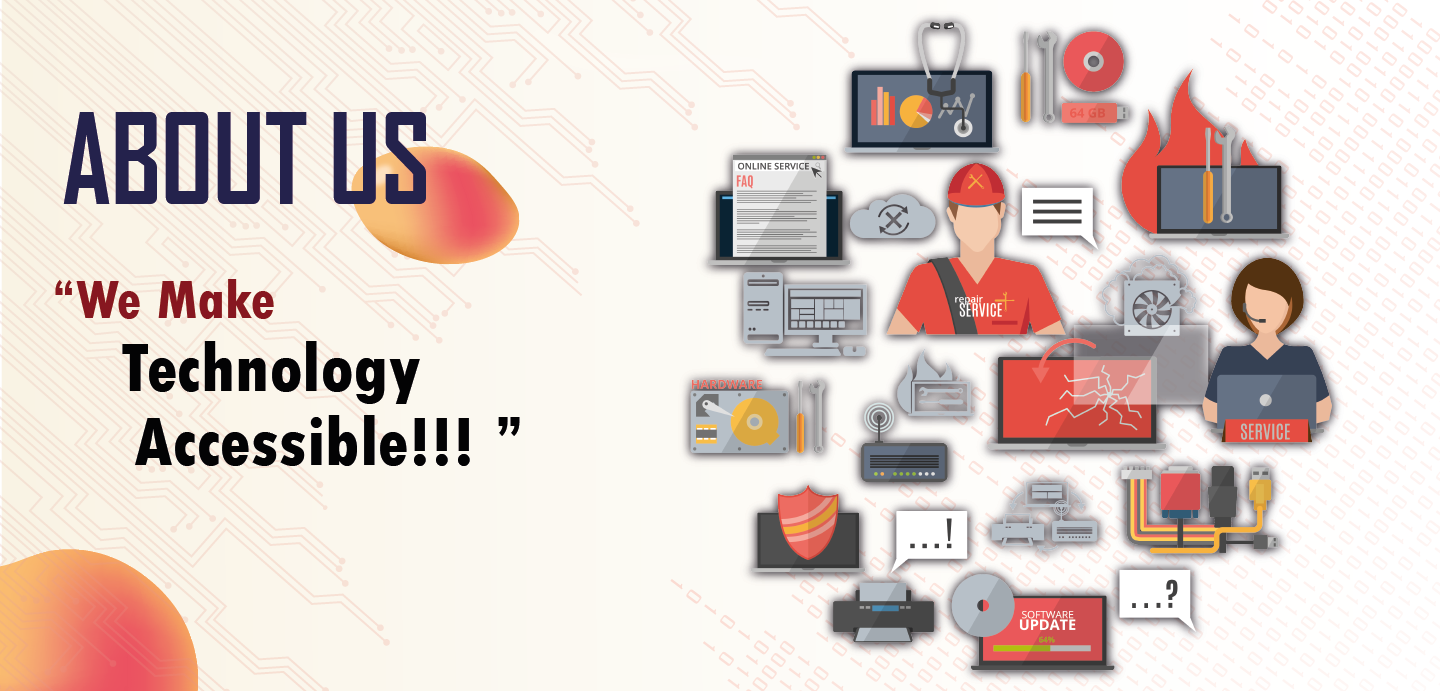 ABOUT US
“We Make
Technology
Accessible!!! ”
64 GB
ONLINE SERVICE
FAQ
repair
SERVICE
HARDWARE
SERVICE
...!
...?
SOFTWARE
UPDATE
64%